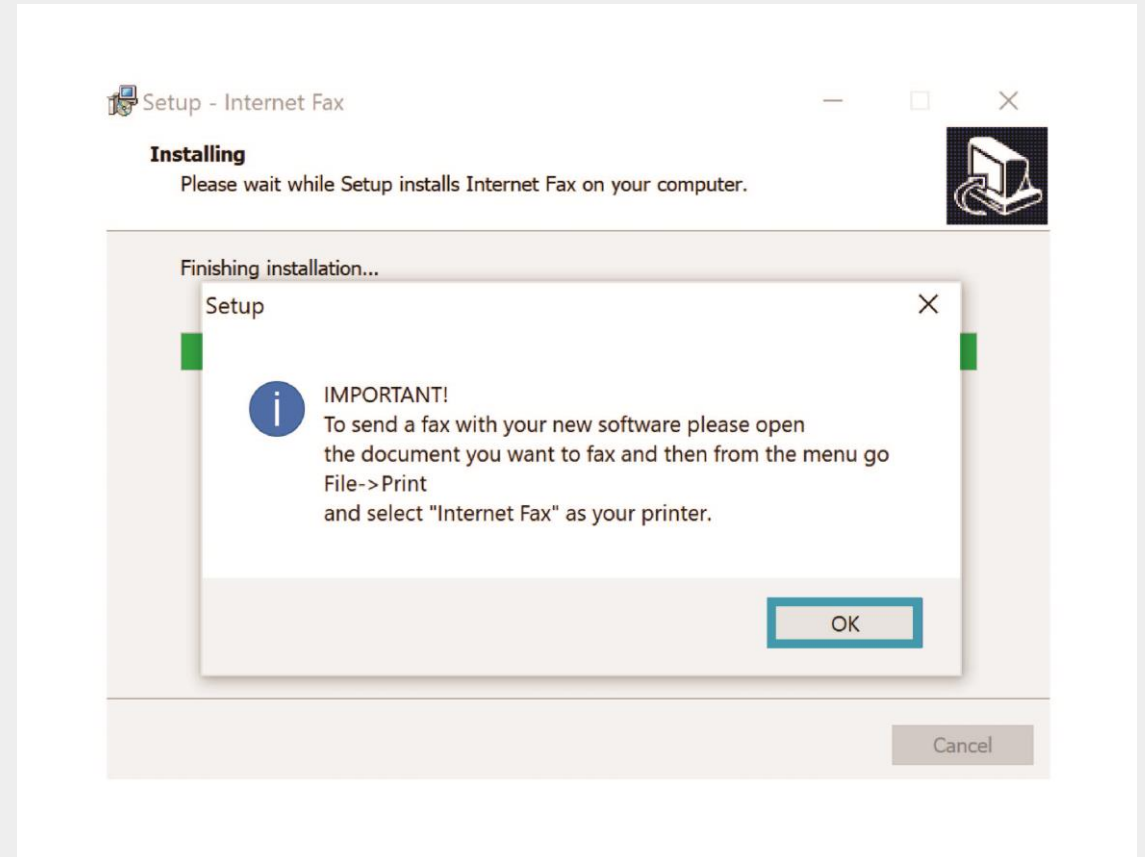 Setup - Internet Fax
Installing
Please wait while Setup installs Internet Fax on your computer.
Finishing installation...
Setup
IMPORTANT!
To send a fax with your new software please open
the document you want to fax and then from the menu go
File->Print
and select "Internet Fax" as your printer.
OK
Cancel